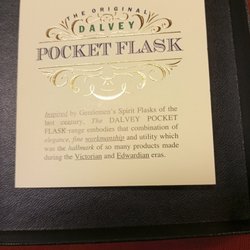 THE ORIGINAL
DALVEY
POCKET FLASK
Inspired by Gentlemen's Spirit Flasks of the
last century, The DALVEY POCKET
FLASK range embodies that combination of
elegance, fine workmanship and utility which
was the hallmark of so many products made
during the Victorian and Edwardian eras.